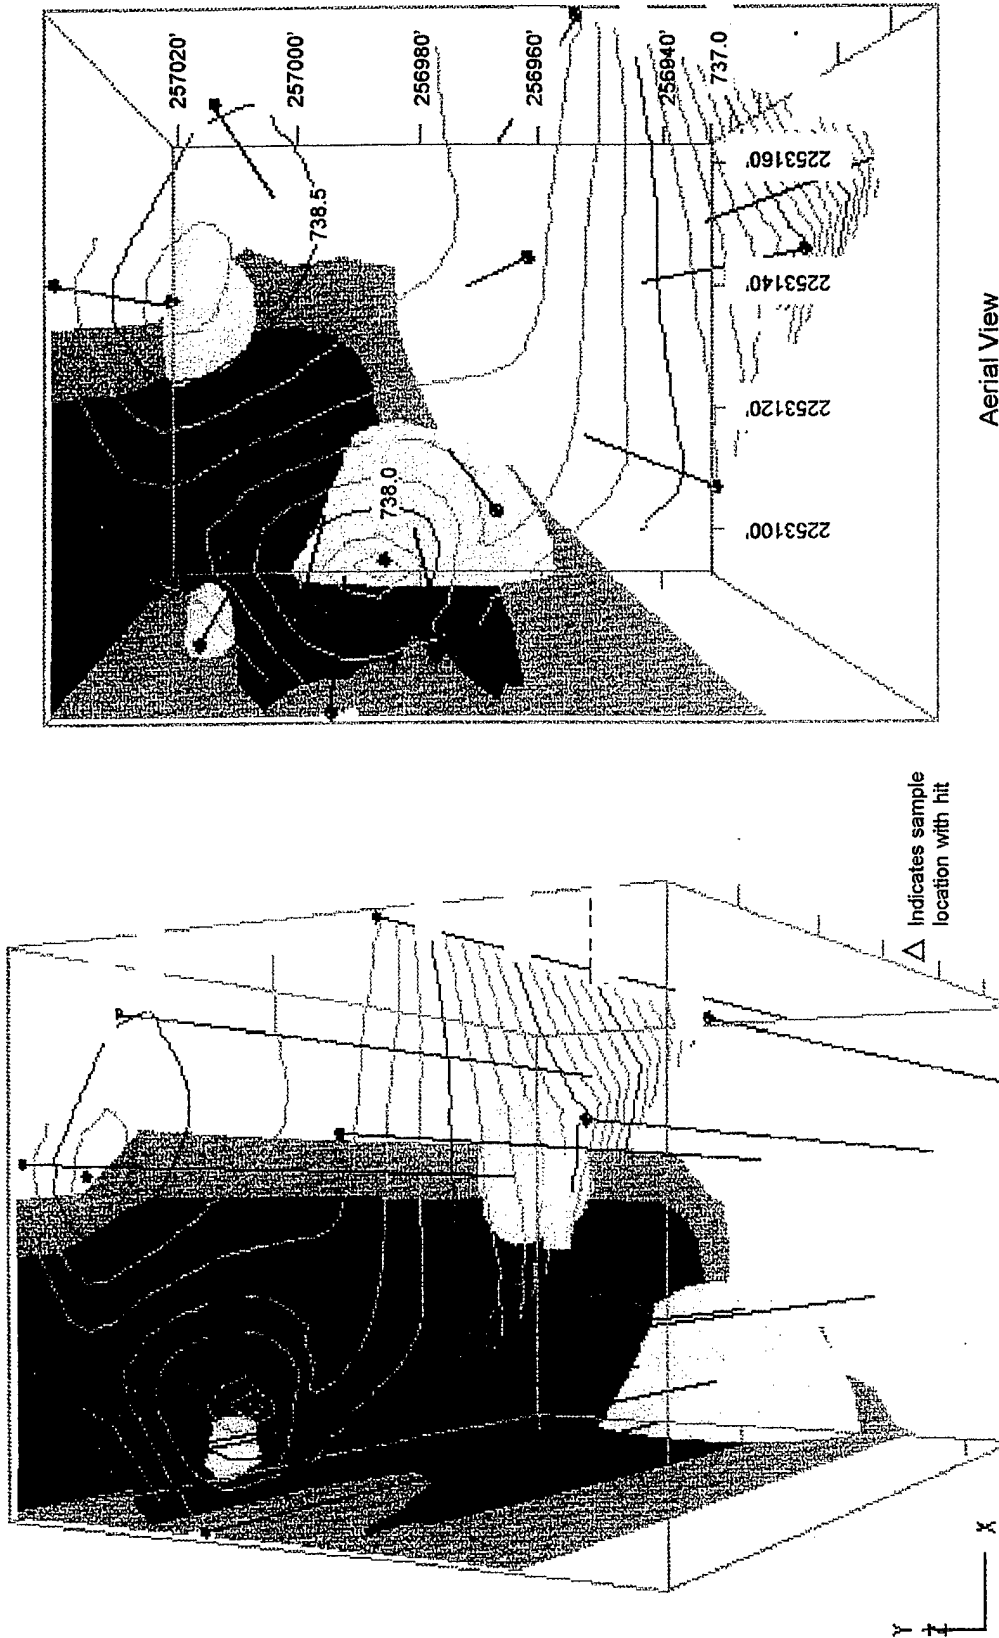 257020'
257000'
256980'
256960'
256940'
737.0
738.5
738.0
2253160'
2253140'
2253120'
2253100'
Aerial View
△ Indicates sample
location with hit
Y
Z
X